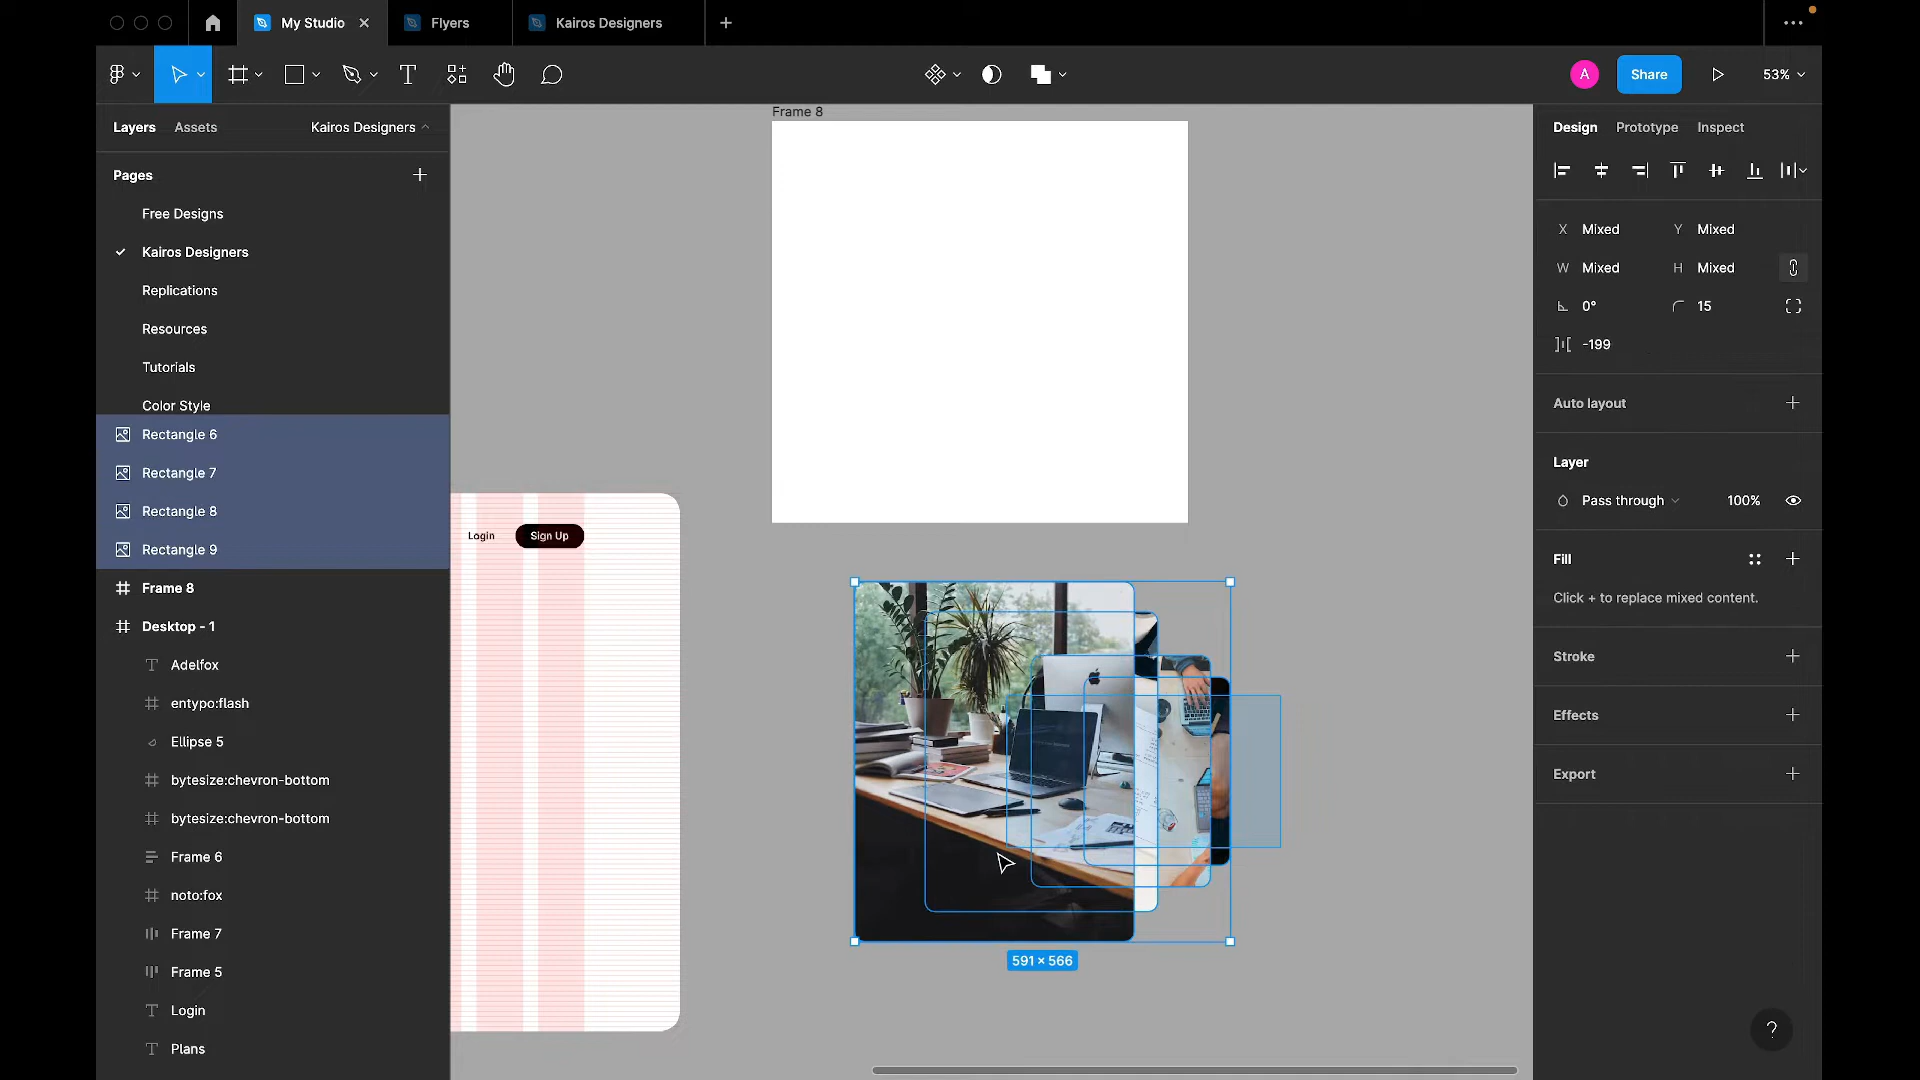 My Studio
Flyers
Kairos Designers
A
Share
53%
Layers
Assets
Kairos Designers
Pages
Free Designs
Kairos Designers
Replications
Resources
Tutorials
Color Style
Rectangle 6
Rectangle 7
Rectangle 8
Rectangle 9
Frame 8
Desktop - 1
Adelfox
entypo:flash
Ellipse 5
bytesize:chevron-bottom
bytesize:chevron-bottom
Frame 6
noto:fox
Frame 7
Frame 5
Login
Plans
Frame 8
Login
Sign Up
591 × 566
Design
Prototype
Inspect
X Mixed
Y Mixed
W Mixed
H Mixed
0°
15
-199
Auto layout
Layer
Pass through
100%
Fill
Click + to replace mixed content.
Stroke
Effects
Export
?